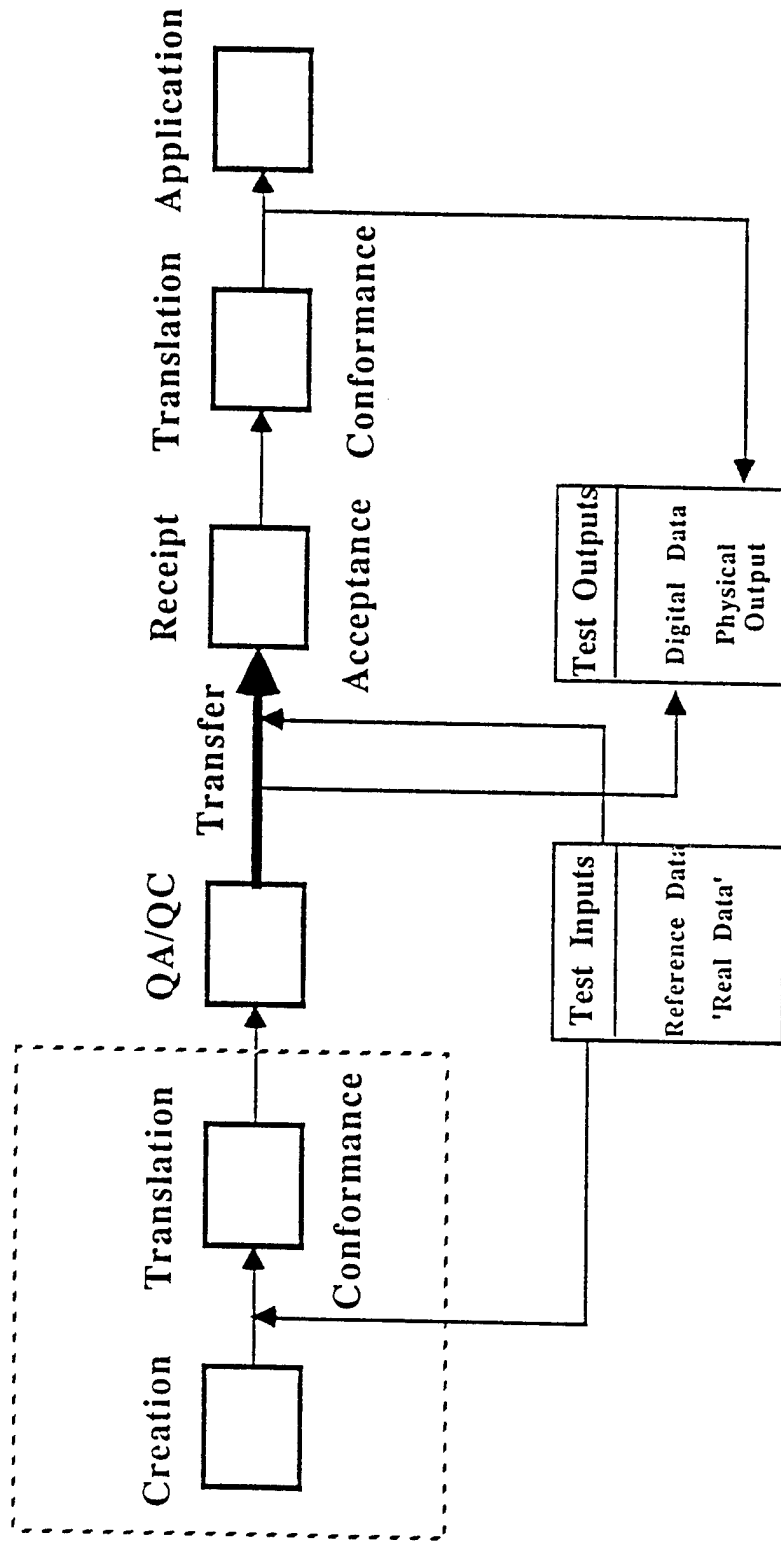 Creation
Translation
QA/QC
Transfer
Receipt
Translation
Application
Conformance
Acceptance
Conformance
Test Inputs
Reference Data
'Real Data'
Test Outputs
Digital Data
Physical
Output